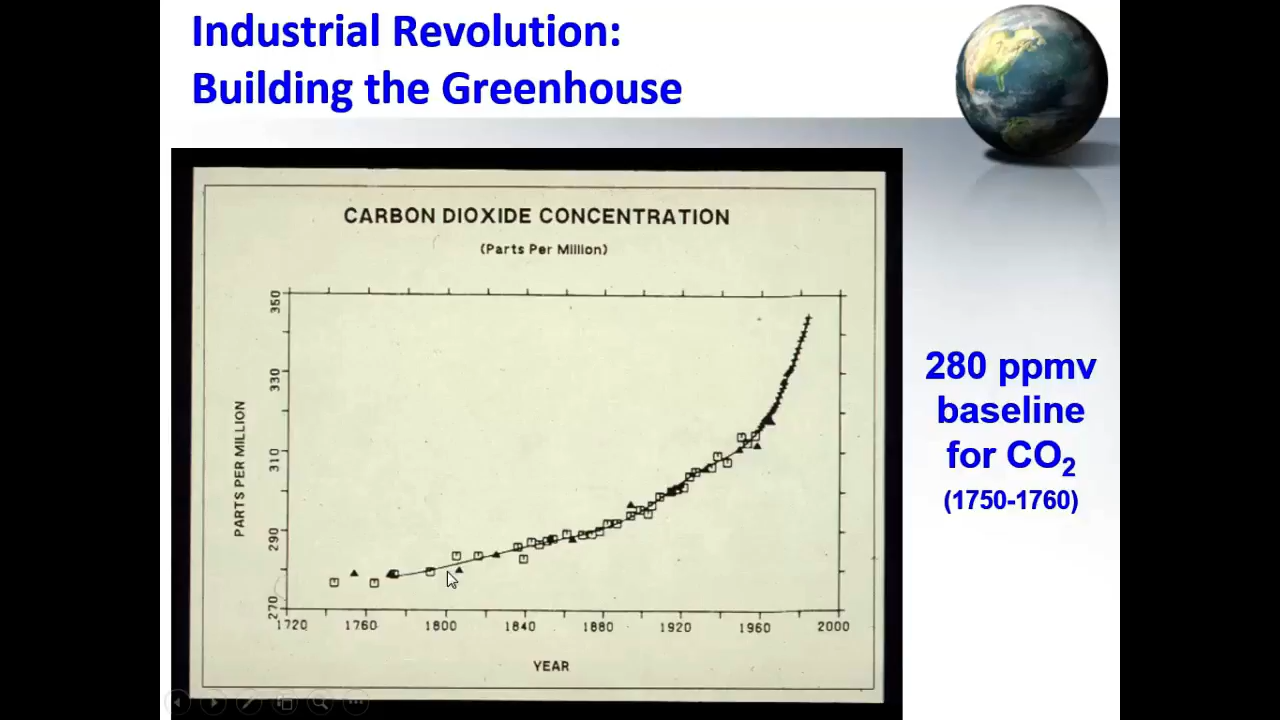 Industrial Revolution:
Building the Greenhouse
CARBON DIOXIDE CONCENTRATION
(Parts Per Million)
PARTS PER MILLION
350
330
310
290
270
1720 1760 1800 1840 1880 1920 1960 2000
YEAR
280 ppmv
baseline
for CO₂
(1750-1760)